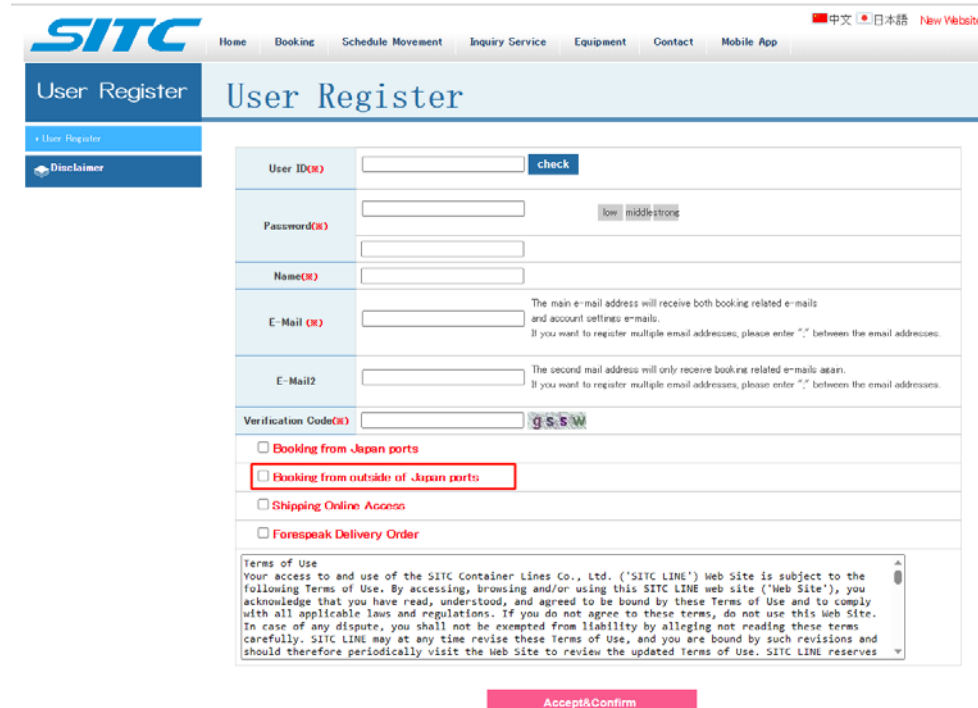 中文 日本語 New Website
SITC
Home Booking Schedule Movement Inquiry Service Equipment Contact Mobile App
User Register
User Register
User Register
Disclaimer
User ID(※) check
Password(※) low middle strong
Name(※)
E-Mail (※)
The main e-mail address will receive both booking related e-mails
and account settings e-mails.
If you want to register multiple email addresses, please enter ";" between the email addresses.
E-Mail2
The second mail address will only receive booking related e-mails again.
If you want to register multiple email addresses, please enter ";" between the email addresses.
Verification Code(※) gssw
Booking from Japan ports
Booking from outside of Japan ports
Shipping Online Access
Forespeak Delivery Order
Terms of Use
Your access to and use of the SITC Container Lines Co., Ltd. ('SITC LINE') Web Site is subject to the
following Terms of Use. By accessing, browsing and/or using this SITC LINE web site ('Web Site'), you
acknowledge that you have read, understood, and agreed to be bound by these Terms of Use and to comply
with all applicable laws and regulations. If you do not agree to these terms, do not use this Web Site.
In case of any dispute, you shall not be exempted from liability by alleging not reading these terms
carefully. SITC LINE may at any time revise these Terms of Use, and you are bound by such revisions and
should therefore periodically visit the Web Site to review the updated Terms of Use. SITC LINE reserves
Accept&Confirm